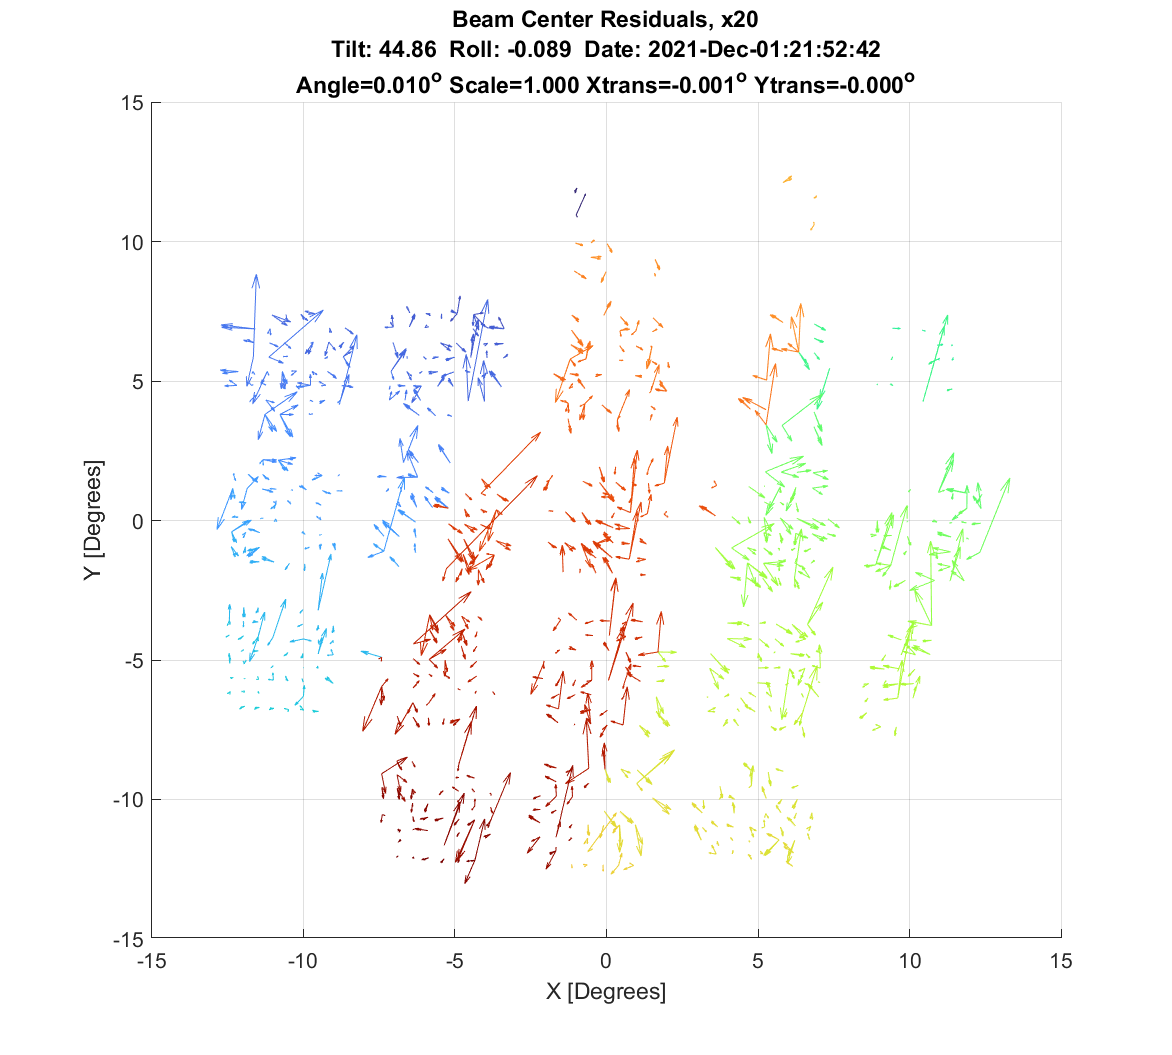 Beam Center Residuals, x20
Tilt: 44.86 Roll: -0.089 Date: 2021-Dec-01:21:52:42
Angle=0.010° Scale=1.000 Xtrans=-0.001° Ytrans=-0.000°
15
10
5
0
-5
-10
-15
Y [Degrees]
-15 -10 -5 0 5 10 15
X [Degrees]